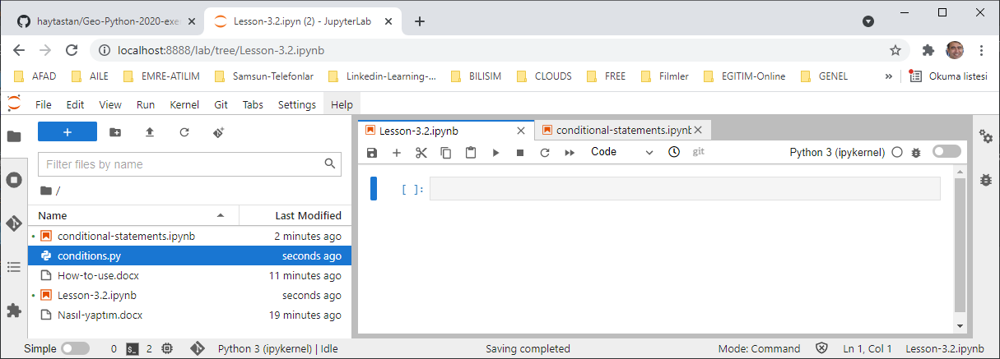 haytastan/Geo-Python-2020-exe
Lesson-3.2.ipyn (2) - JupyterLab
localhost:8888/lab/tree/Lesson-3.2.ipynb
AFAD AILE EMRE-ATILIM Samsun-Telefonlar Linkedin-Learning-... BILISIM CLOUDS FREE Filmler EGITIM-Online GENEL » Okuma listesi
File Edit View Run Kernel Git Tabs Settings Help
Lesson-3.2.ipynb
conditional-statements.ipynb
Code
git
Python 3 (ipykernel)
Filter files by name
/
[ ]:
Name Last Modified
conditional-statements.ipynb 2 minutes ago
conditions.py seconds ago
How-to-use.docx 11 minutes ago
Lesson-3.2.ipynb seconds ago
Nasıl-yaptım.docx 19 minutes ago
Simple 0 2 Python 3 (ipykernel) | Idle Saving completed Mode: Command Ln 1, Col 1 Lesson-3.2.ipynb